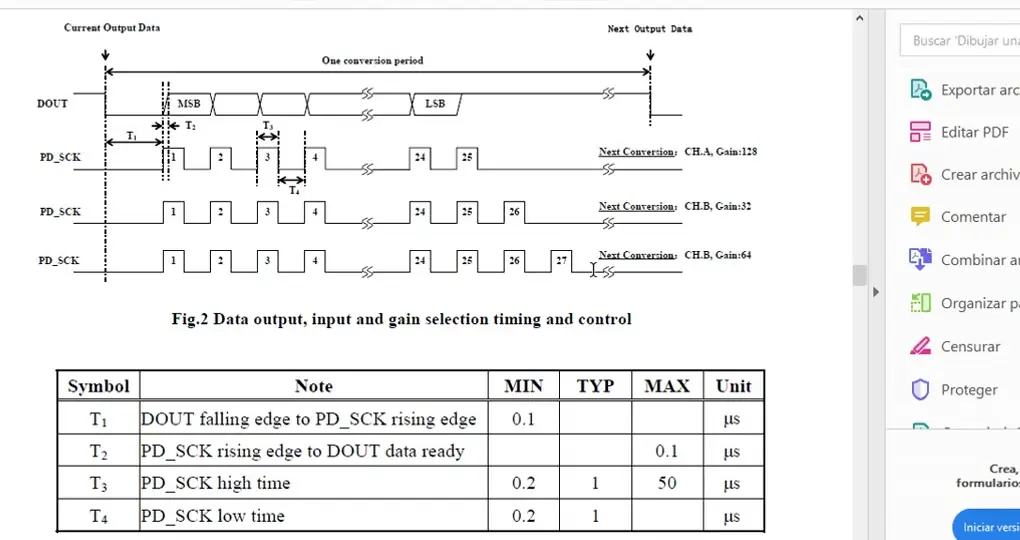 Current Output Data
Next Output Data
One conversion period
DOUT
MSB
LSB
T1
T2
T3
T4
PD_SCK
1 2 3 4 24 25
Next Conversion: CH.A, Gain:128
PD_SCK
1 2 3 4 24 25 26
Next Conversion: CH.B, Gain:32
PD_SCK
1 2 3 4 24 25 26 27
Next Conversion: CH.B, Gain:64
Fig.2 Data output, input and gain selection timing and control
Symbol Note MIN TYP MAX Unit
T1 DOUT falling edge to PD_SCK rising edge 0.1 µs
T2 PD_SCK rising edge to DOUT data ready 0.1 µs
T3 PD_SCK high time 0.2 1 50 µs
T4 PD_SCK low time 0.2 1 µs
Buscar 'Dibujar una
Exportar arc
Editar PDF
Crear archiv
Comentar
Combinar a
Organizar pa
Censurar
Proteger
Crea,
formularios
Iniciar versi